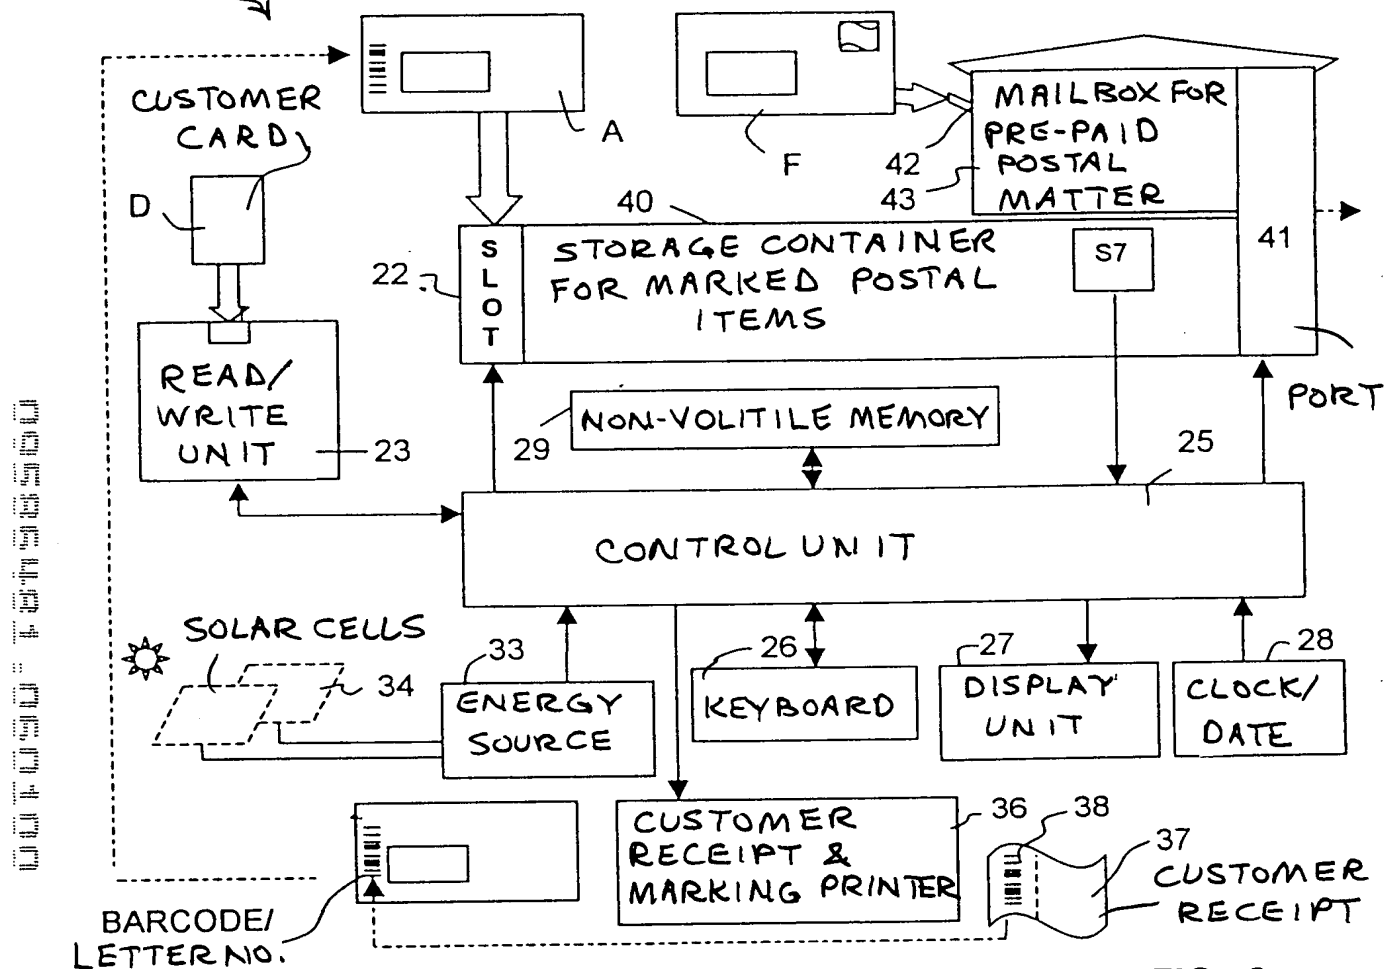 CUSTOMER
CARD
D
A
F
42
43
MAILBOX FOR
PRE-PAID
POSTAL
MATTER
40
22
SLOT
STORAGE CONTAINER
FOR MARKED POSTAL
ITEMS
S7
41
PORT
READ/
WRITE
UNIT
23
29
NON-VOLITILE MEMORY
25
CONTROL UNIT
SOLAR CELLS
34
33
ENERGY
SOURCE
26
KEYBOARD
27
DISPLAY
UNIT
28
CLOCK/
DATE
CUSTOMER
RECEIPT &
MARKING PRINTER
36
38
37
CUSTOMER
RECEIPT
BARCODE/
LETTER NO.